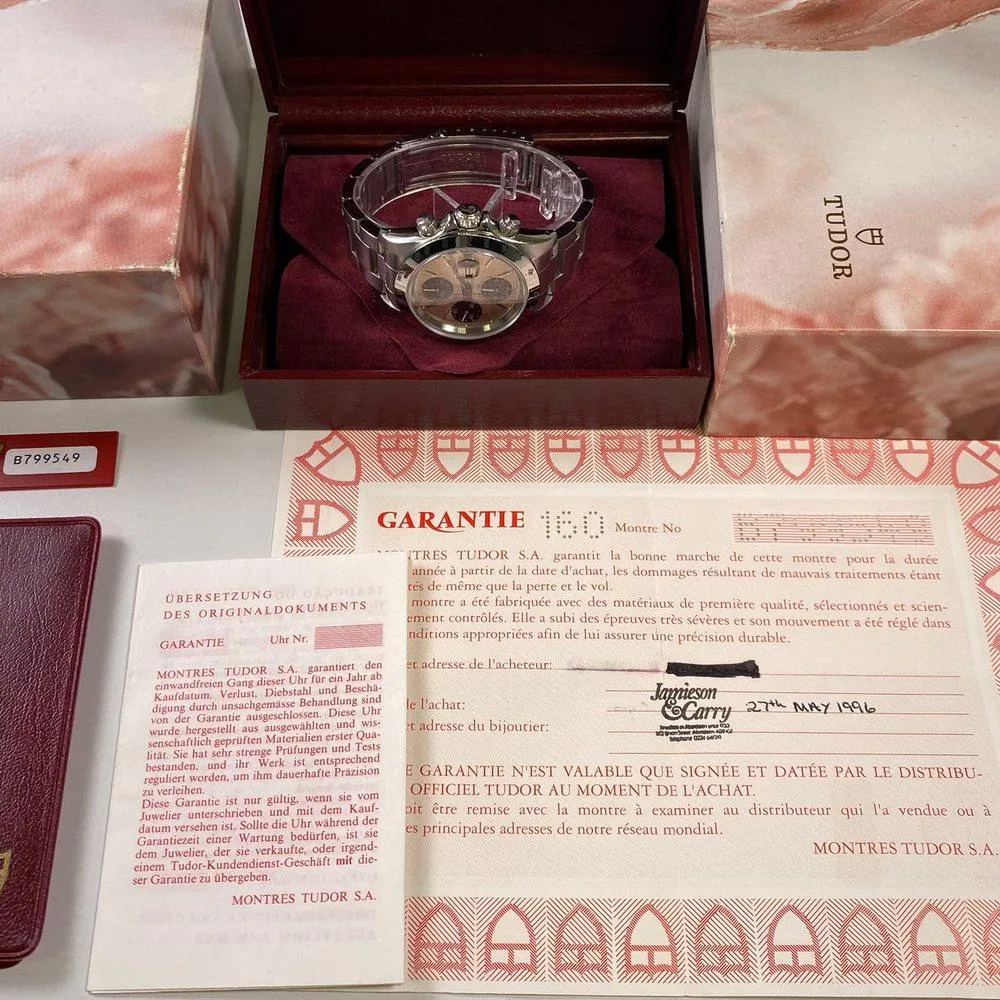 TUDOR
B799549
GARANTIE 160 Montre No
MONTRES TUDOR S.A. garantit la bonne marche de cette montre pour la durée
année à partir de la date d'achat, les dommages résultant de mauvais traitements étant
tés de même que la perte et le vol.
montre a été fabriquée avec des matériaux de première qualité, sélectionnés et scien-
ement contrôlés. Elle a subi des épreuves très sévères et son mouvement a été réglé dans
nditions appropriées afin de lui assurer une précision durable.
et adresse de l'acheteur:
de l'achat: 27th MAY 1996
Jamieson
& Carry
et adresse du bijoutier:
E GARANTIE N'EST VALABLE QUE SIGNÉE ET DATÉE PAR LE DISTRIBU-
OFFICIEL TUDOR AU MOMENT DE L'ACHAT.
oit être remise avec la montre à examiner au distributeur qui l'a vendue ou à
es principales adresses de notre réseau mondial.
MONTRES TUDOR S.A.
ÜBERSETZUNG
DES ORIGINALDOKUMENTS
GARANTIE Uhr Nr.
MONTRES TUDOR S.A. garantiert den
einwandfreien Gang dieser Uhr für ein Jahr ab
Kaufdatum. Verlust, Diebstahl und Beschä-
digung durch unsachgemässe Behandlung sind
von der Garantie ausgeschlossen. Diese Uhr
wurde hergestellt aus ausgewählten und wis-
senschaftlich geprüften Materialien erster Qua-
lität. Sie hat sehr strenge Prüfungen und Tests
bestanden, und ihr Werk ist entsprechend
reguliert worden, um ihm dauerhafte Präzision
zu verleihen.
Diese Garantie ist nur gültig, wenn sie vom
Juwelier unterschrieben und mit dem Kauf-
datum versehen ist. Sollte die Uhr während der
Garantiezeit einer Wartung bedürfen, ist sie
dem Juwelier, der sie verkaufte, oder irgend-
einem Tudor-Kundendienst-Geschäft mit die-
ser Garantie zu übergeben.
MONTRES TUDOR S.A.